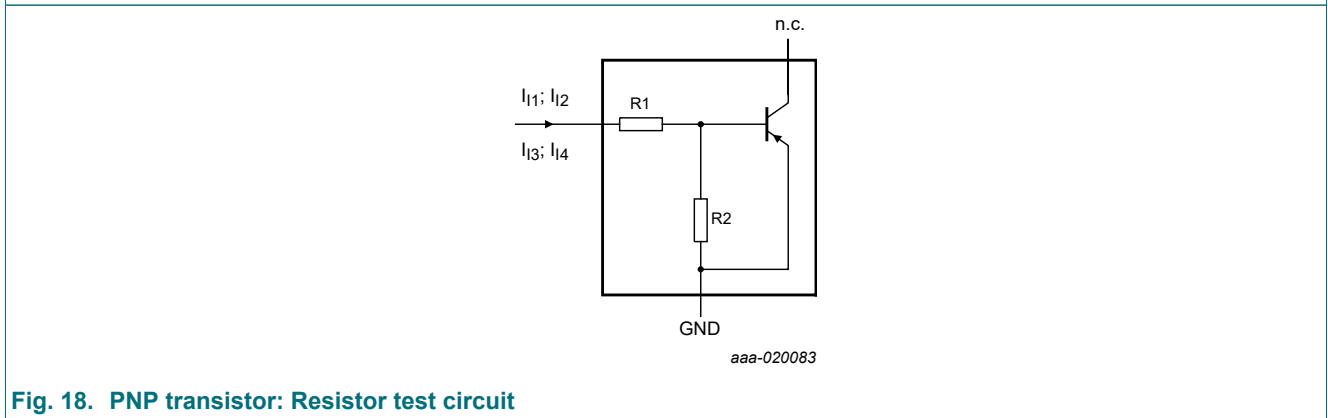 n.c.
I_I1; I_I2
R1
I_I3; I_I4
R2
GND
aaa-020083
Fig. 18. PNP transistor: Resistor test circuit